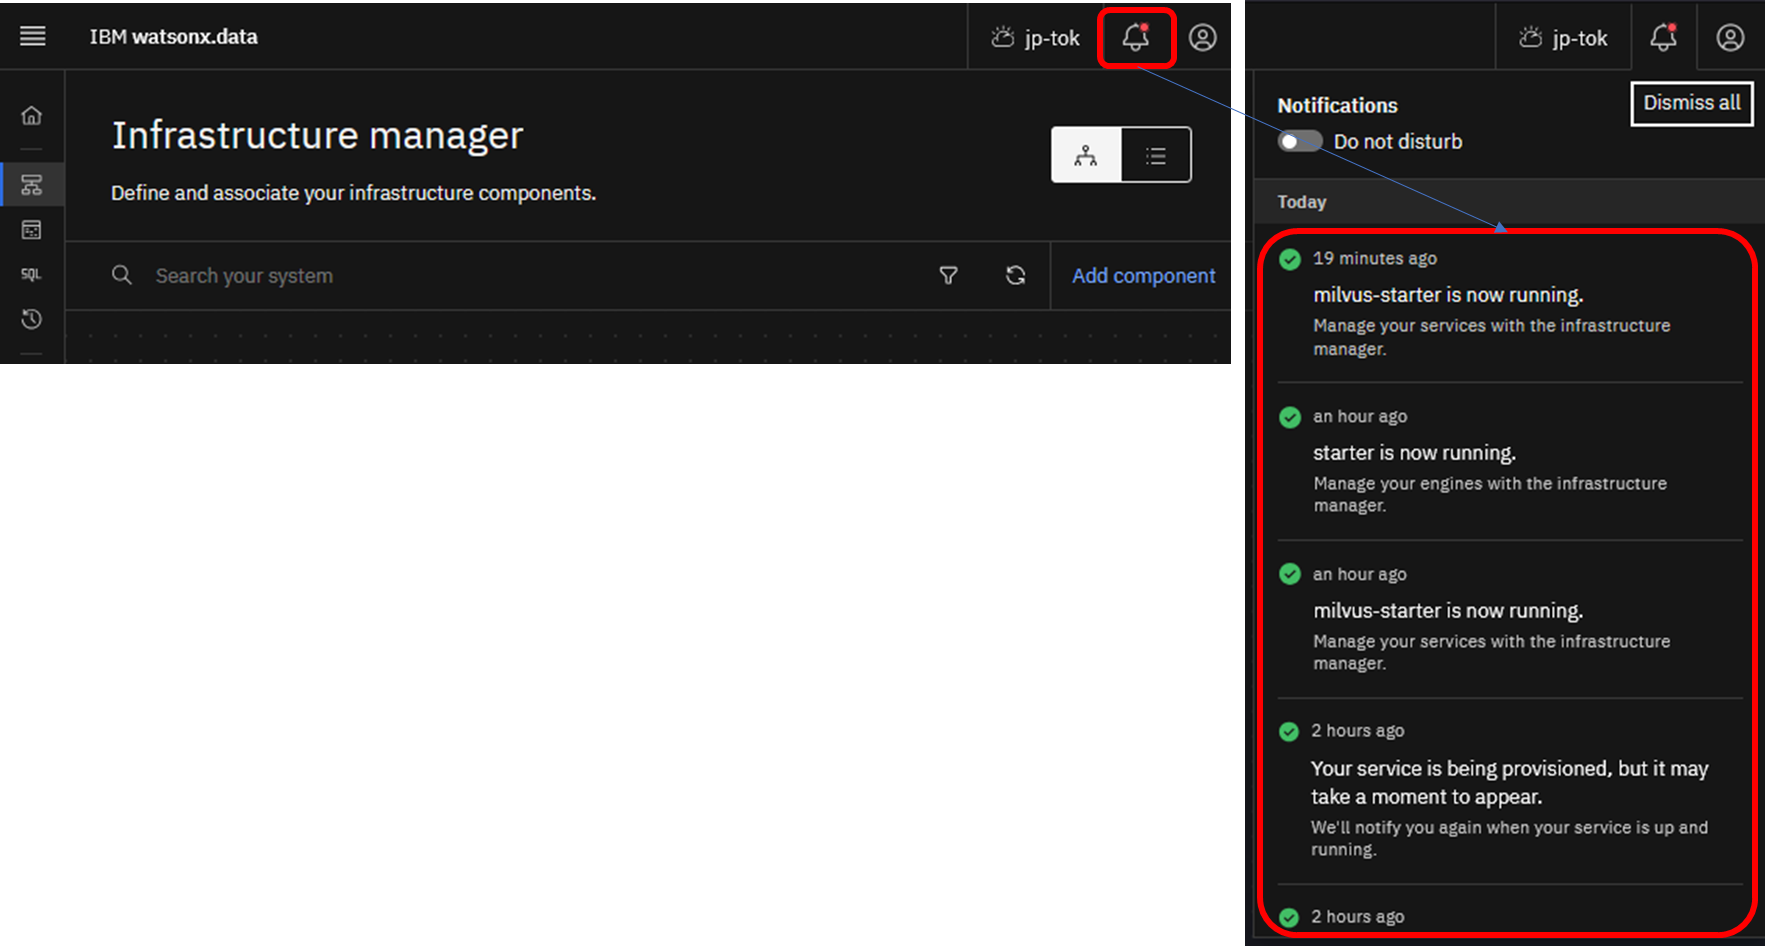 IBM watsonx.data
jp-tok
Infrastructure manager
Define and associate your infrastructure components.
SQL
Search your system
Add component
jp-tok
Notifications
Dismiss all
Do not disturb
Today
19 minutes ago
milvus-starter is now running.
Manage your services with the infrastructure
manager.
an hour ago
starter is now running.
Manage your engines with the infrastructure
manager.
an hour ago
milvus-starter is now running.
Manage your services with the infrastructure
manager.
2 hours ago
Your service is being provisioned, but it may
take a moment to appear.
We'll notify you again when your service is up and
running.
2 hours ago